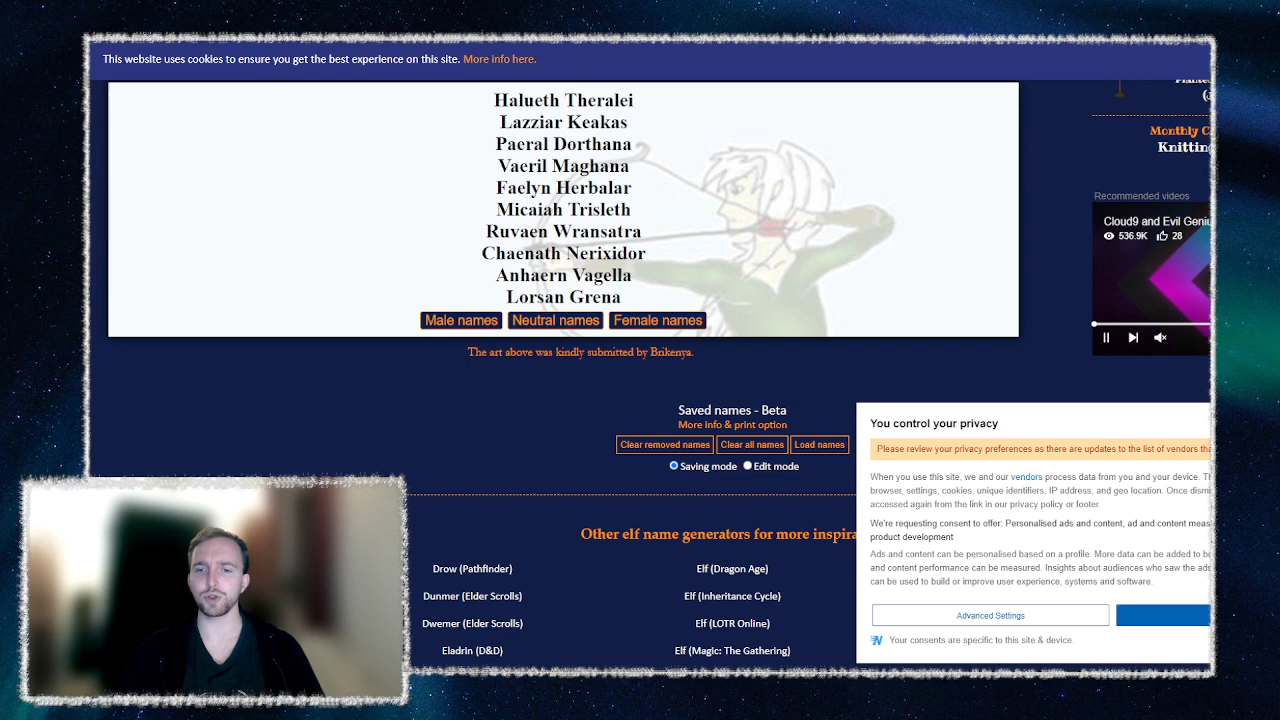 This website uses cookies to ensure you get the best experience on this site. More info here.
Haluеth Theralei
Lazziar Keakas
Paeral Dorthana
Vaeril Maghana
Faelyn Herbalar
Micaiah Trisleth
Ruvaen Wransatra
Chaenath Nerixidor
Anhaern Vagella
Lorsan Grena
Male names Neutral names Female names
The art above was kindly submitted by Brikenya.
Monthly
Knitting
Recommended videos
Cloud9 and Evil
536.9K 28
Saved names - Beta
More info & print option
Clear removed names Clear all names Load names
Saving mode Edit mode
Other elf name generators for more
Drow (Pathfinder) Elf (Dragon Age)
Dunmer (Elder Scrolls) Elf (Inheritance Cycle)
Dwemer (Elder Scrolls) Elf (LOTR Online)
Eladrin (D&D) Elf (Magic: The Gathering)
You control your privacy
Please review your privacy preferences as there are updates to the list of vendors
When you use this site, we and our vendors process data from you and your device.
browser, settings, cookies, unique identifiers, IP address, and geo location. Once
accessed again from the link in our privacy policy or footer.
We're requesting consent to offer: Personalised ads and content, ad and content
product development
Ads and content can be personalised based on a profile. More data can be added to
and content performance can be measured. Insights about audiences who saw the ads
can be used to build or improve user experience, systems and software.
Advanced Settings
Your consents are specific to this site & device.